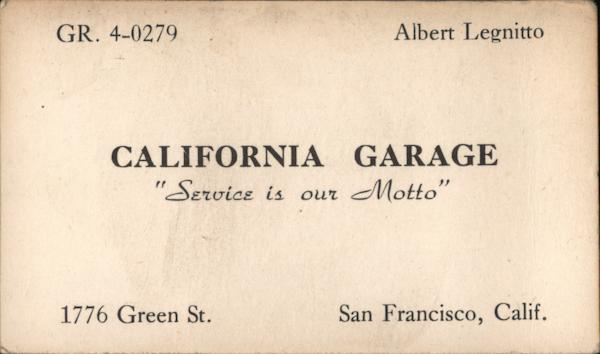 GR. 4-0279 Albert Legnitto
CALIFORNIA GARAGE
"Service is our Motto"
1776 Green St. San Francisco, Calif.